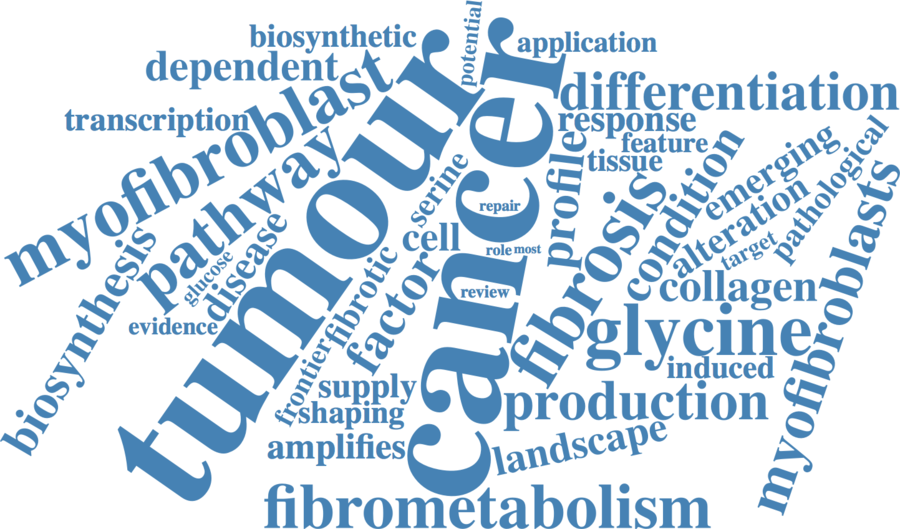 potential
biosynthetic
application
dependent
tumour
cancer
differentiation
myofibroblast
transcription
response
feature
tissue
pathway
serine
profile
emerging
pathological
condition
alteration
target
repair
fibrosis
cell
role
most
disease
glucose
biosynthesis
fibrotic
factor
review
collagen
myofibroblasts
evidence
glycine
frontier
induced
supply
shaping
production
amplifies
landscape
fibrometabolism